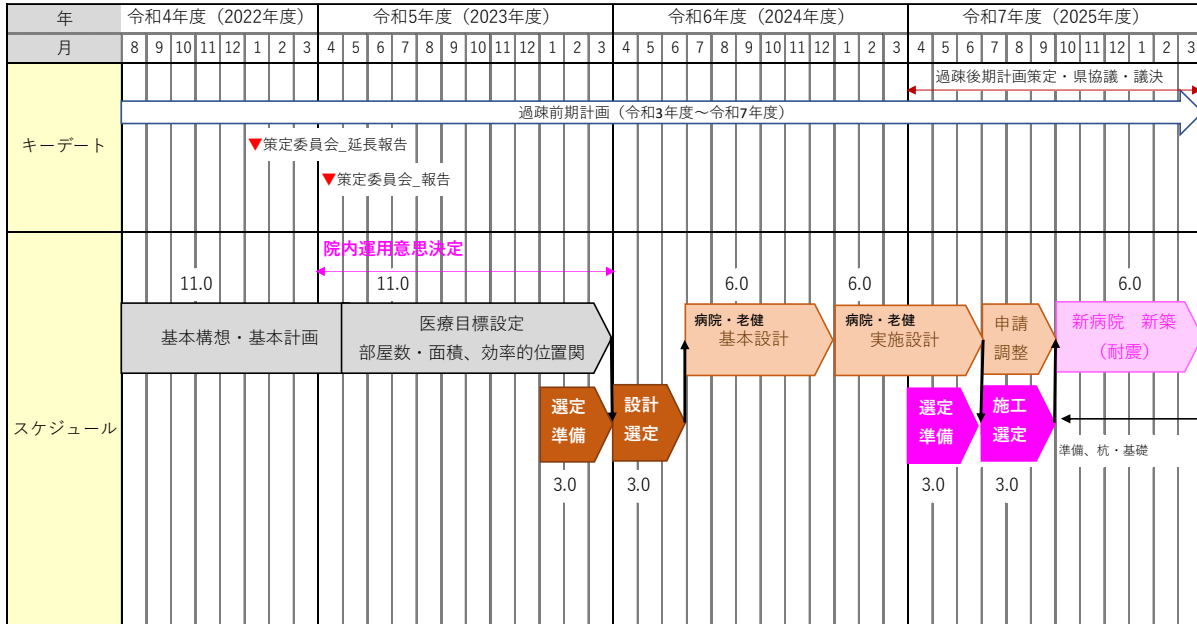 年
令和4年度（2022年度）
令和5年度（2023年度）
令和6年度（2024年度）
令和7年度（2025年度）
月
8 9 10 11 12 1 2 3 4 5 6 7 8 9 10 11 12 1 2 3 4 5 6 7 8 9 10 11 12 1 2 3 4 5 6 7 8 9 10 11 12 1 2 3
キーデート
過疎後期計画策定・県協議・議決
過疎前期計画（令和3年度～令和7年度）
▼策定委員会_延長報告
▼策定委員会_報告
スケジュール
院内運用意思決定
11.0
11.0
6.0
6.0
6.0
基本構想・基本計画
医療目標設定
部屋数・面積、効率的位置関
病院・老健
基本設計
病院・老健
実施設計
申請
調整
新病院　新築
（耐震）
選定
準備
設計
選定
選定
準備
施工
選定
準備、杭・基礎
3.0
3.0
3.0
3.0